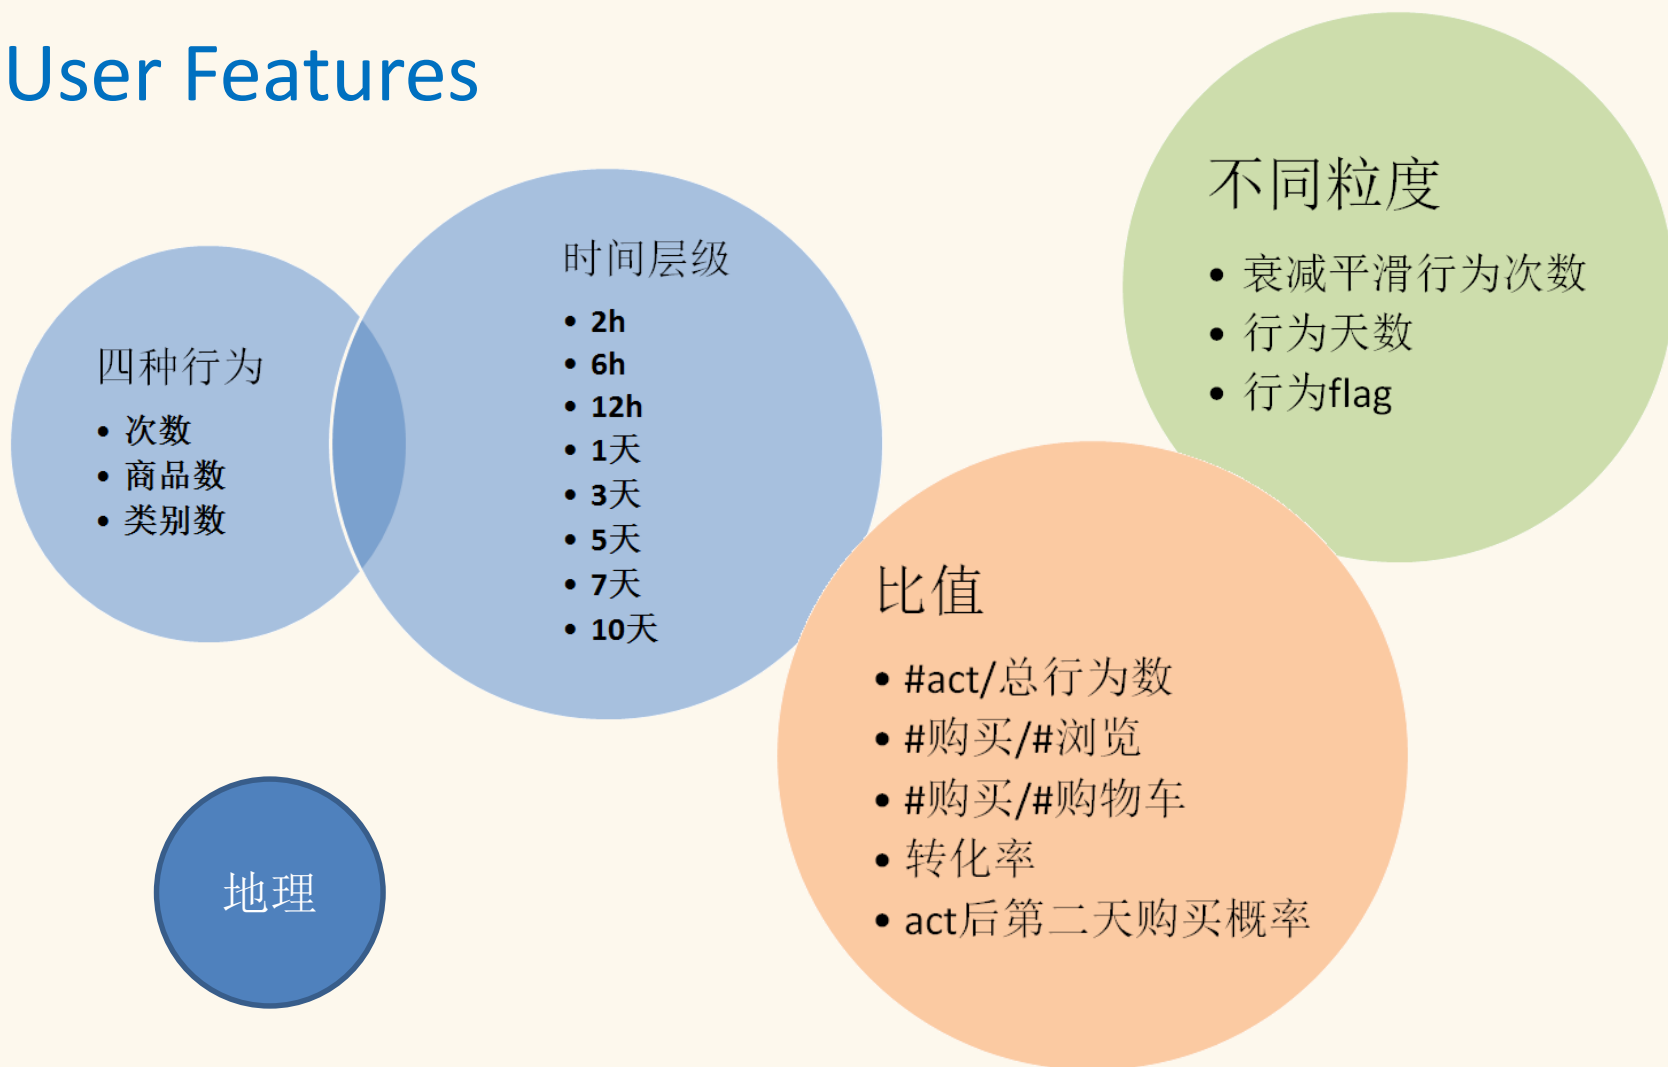 User Features
四种行为
• 次数
• 商品数
• 类别数
时间层级
• 2h
• 6h
• 12h
• 1天
• 3天
• 5天
• 7天
• 10天
不同粒度
• 衰减平滑行为次数
• 行为天数
• 行为flag
比值
• #act/总行为数
• #购买/#浏览
• #购买/#购物车
• 转化率
• act后第二天购买概率
地理